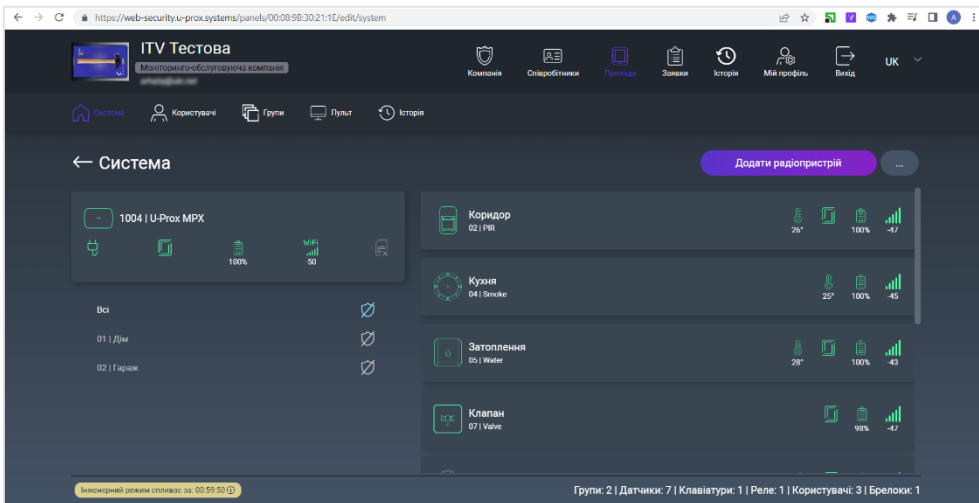 https://web-security.u-prox.systems/panels/00:08:9B:30:21:1E/edit/system
ITV Тестова
Моніторинго-обслуговуюча компанія
Компанія Співробітники Прилади Заявки Історія Мій профіль Вихід UK
Система Користувачі Групи Пульт Історія
← Система
Додати радіопристрій ...
1004 | U-Prox MPX
WiFi
100% -50
Всі
01 | Дім
02 | Гараж
Коридор
02 | PIR
26° 100% -47
Кухня
04 | Smoke
25° 100% -45
Затоплення
05 | Water
28° 100% -43
Клапан
07 | Valve
98% -47
Інженерний режим спливає за: 00:59:50
Групи: 2 | Датчики: 7 | Клавіатури: 1 | Реле: 1 | Користувачі: 3 | Брелоки: 1